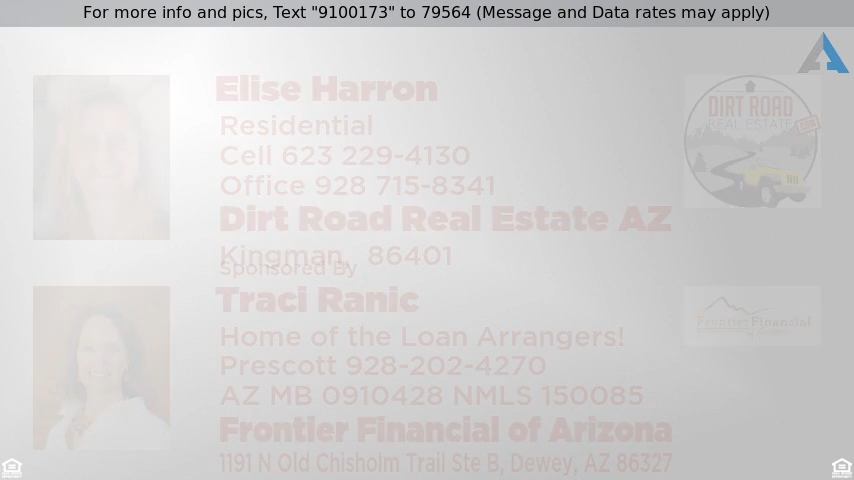 For more info and pics, Text "9100173" to 79564 (Message and Data rates may apply)
Elise Harron
Residential
Cell 623 229-4130
Office 928 715-8341
Dirt Road Real Estate AZ
Kingman, 86401
DIRT ROAD
REAL ESTATE
.COM
Sponsored By
Traci Ranic
Home of the Loan Arrangers!
Prescott 928-202-4270
AZ MB 0910428 NMLS 150085
Frontier Financial of Arizona
1191 N Old Chisholm Trail Ste B, Dewey, AZ 86327
Frontier Financial